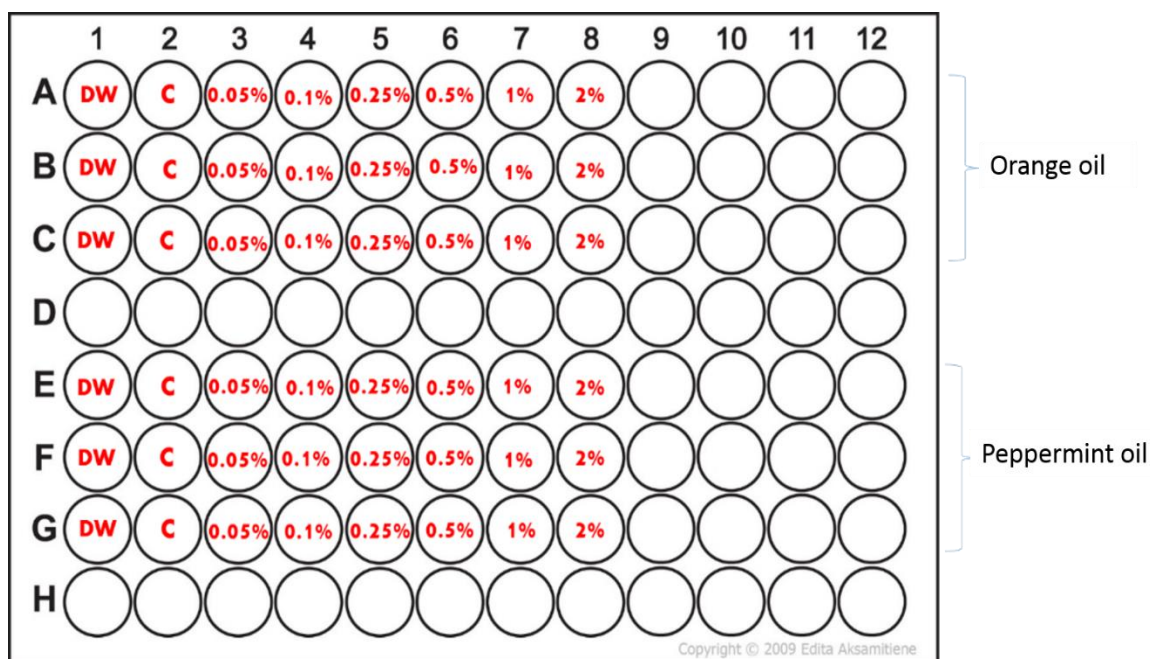 1 2 3 4 5 6 7 8 9 10 11 12
A DW C 0.05% 0.1% 0.25% 0.5% 1% 2%
B DW C 0.05% 0.1% 0.25% 0.5% 1% 2%
Orange oil
C DW C 0.05% 0.1% 0.25% 0.5% 1% 2%
D
E DW C 0.05% 0.1% 0.25% 0.5% 1% 2%
F DW C 0.05% 0.1% 0.25% 0.5% 1% 2%
Peppermint oil
G DW C 0.05% 0.1% 0.25% 0.5% 1% 2%
H
Copyright © 2009 Edita Aksamitiene